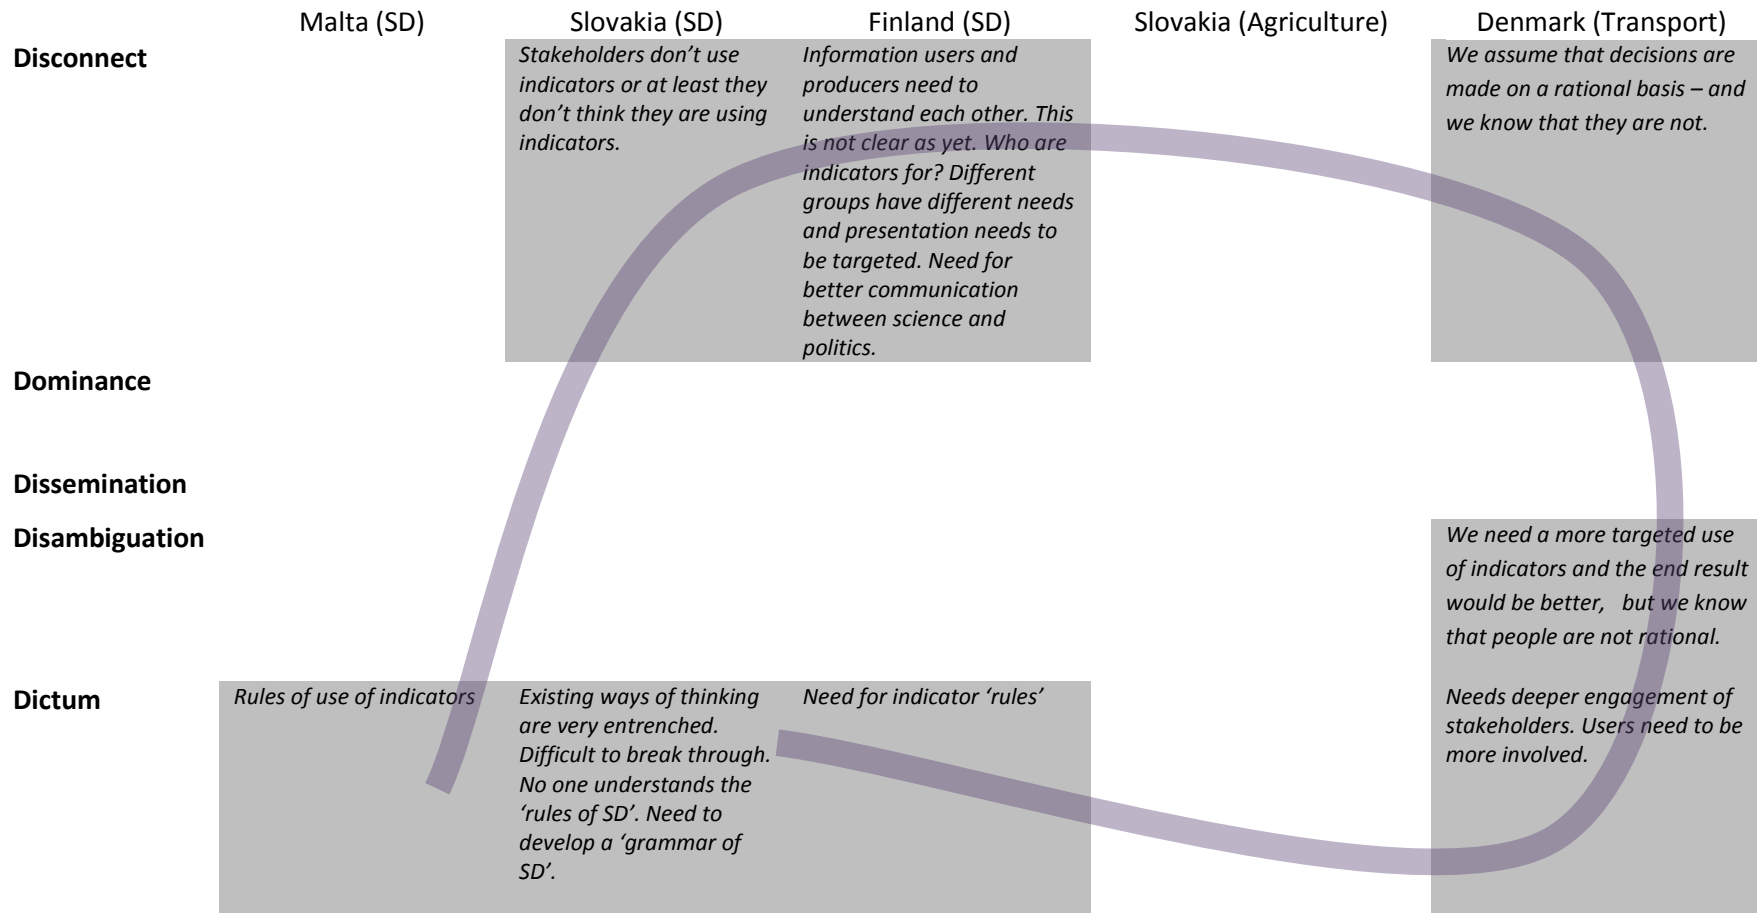 Malta (SD) Slovakia (SD) Finland (SD) Slovakia (Agriculture) Denmark (Transport)
Disconnect
Stakeholders don’t use
indicators or at least they
don’t think they are using
indicators.
Information users and
producers need to
understand each other. This
is not clear as yet. Who are
indicators for? Different
groups have different needs
and presentation needs to
be targeted. Need for
better communication
between science and
politics.
We assume that decisions are
made on a rational basis – and
we know that they are not.
Dominance
Dissemination
Disambiguation
We need a more targeted use
of indicators and the end result
would be better,   but we know
that people are not rational.
Dictum
Rules of use of indicators
Existing ways of thinking
are very entrenched.
Difficult to break through.
No one understands the
‘rules of SD’. Need to
develop a ‘grammar of
SD’.
Need for indicator ‘rules’
Needs deeper engagement of
stakeholders. Users need to be
more involved.